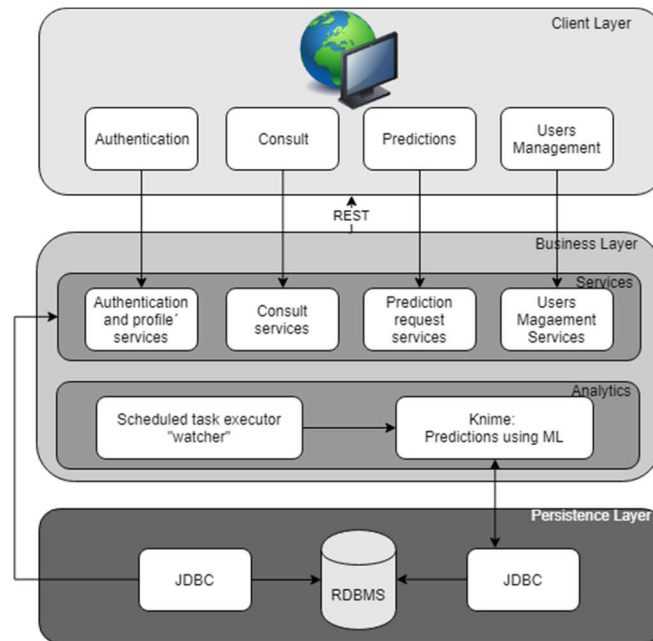 Client Layer
Authentication
Consult
Predictions
Users
Management
REST
Business Layer
Services
Authentication
and profile´
services
Consult
services
Prediction
request
services
Users
Magaement
Services
Analytics
Scheduled task executor
"watcher"
Knime:
Predictions using ML
Persistence Layer
JDBC
RDBMS
JDBC